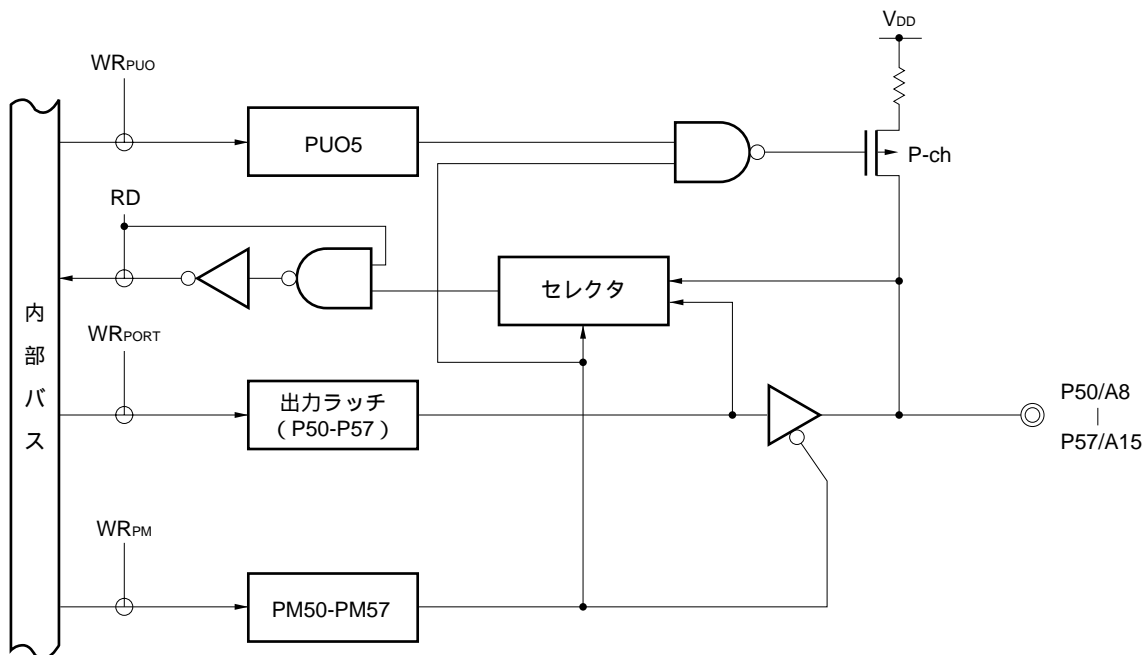 VDD
WRPUO
PUO5
P-ch
RD
セレクタ
内部バス
WRPORT
出力ラッチ
(P50-P57)
P50/A8
|
P57/A15
WRPM
PM50-PM57